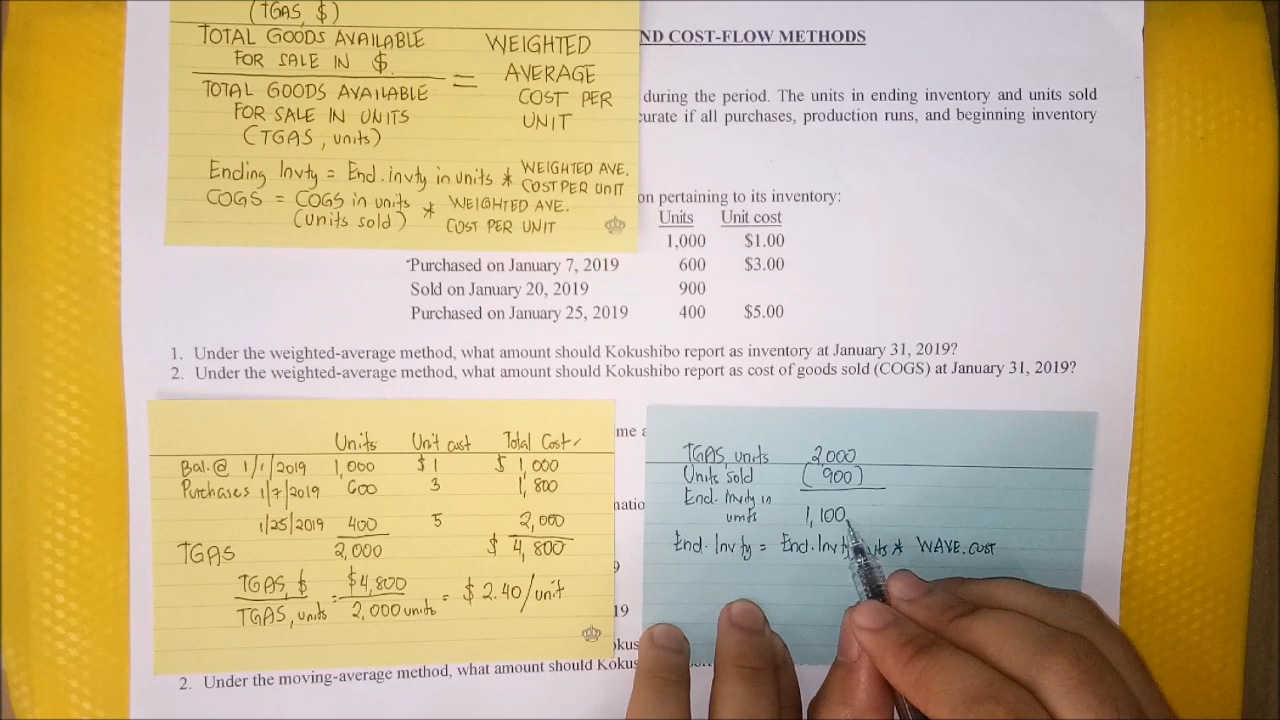 (TGAS, $)
TOTAL GOODS AVAILABLE
FOR SALE IN $
TOTAL GOODS AVAILABLE
FOR SALE IN UNITS
(TGAS, units)
=
WEIGHTED
AVERAGE
COST PER
UNIT
Ending Invty = End. invty in units * WEIGHTED AVE.
COST PER UNIT
COGS = COGS in units * WEIGHTED AVE.
(units sold) COST PER UNIT
ND COST-FLOW METHODS
during the period. The units in ending inventory and units sold
curate if all purchases, production runs, and beginning inventory
on pertaining to its inventory:
Units Unit cost
1,000 $1.00
Purchased on January 7, 2019 600 $3.00
Sold on January 20, 2019 900
Purchased on January 25, 2019 400 $5.00
1. Under the weighted-average method, what amount should Kokushibo report as inventory at January 31, 2019?
2. Under the weighted-average method, what amount should Kokushibo report as cost of goods sold (COGS) at January 31, 2019?
Units Unit cost Total Cost
Bal.@ 1/1/2019 1,000 $1 $ 1,000
Purchases 1/7/2019 600 3 1,800
1/25/2019 400 5 2,000
TGAS 2,000 $ 4,800
TGAS, $ = $4,800 = $ 2.40/unit
TGAS, units 2,000 units
me
natio
9
19
okus
TGAS, units 2,000
Units sold (900)
End. Invty in
units 1,100
End. Invty = End. Invty * WAVE. COST
2. Under the moving-average method, what amount should Kokus